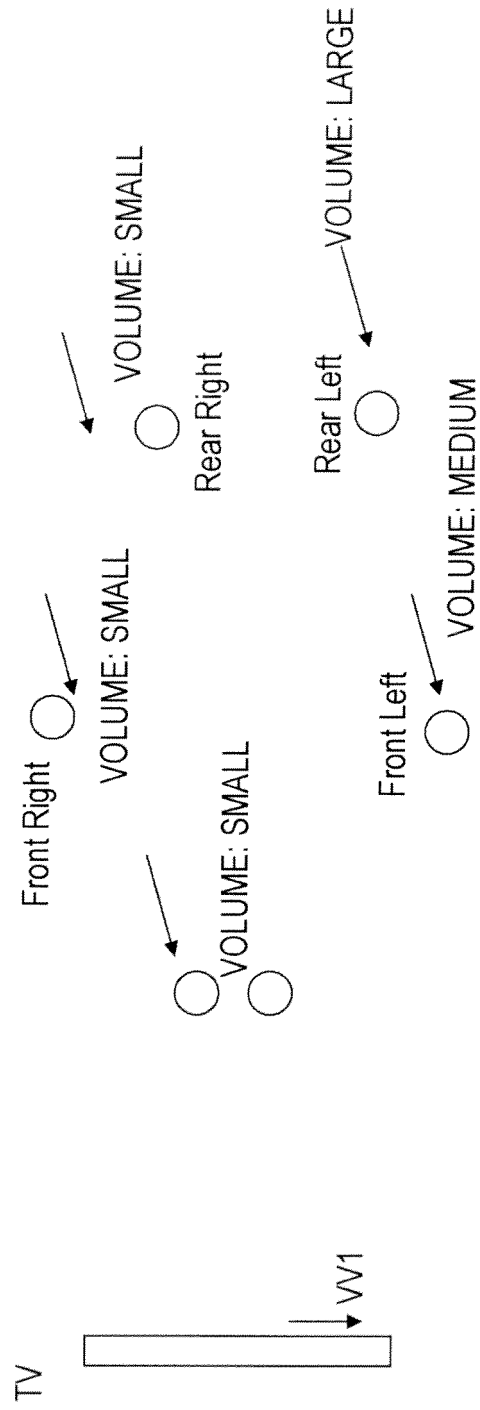 TV
Front Right
VOLUME: SMALL
VOLUME: SMALL
Rear Right
VOLUME: SMALL
Rear Left
VOLUME: LARGE
VV1
Front Left
VOLUME: MEDIUM